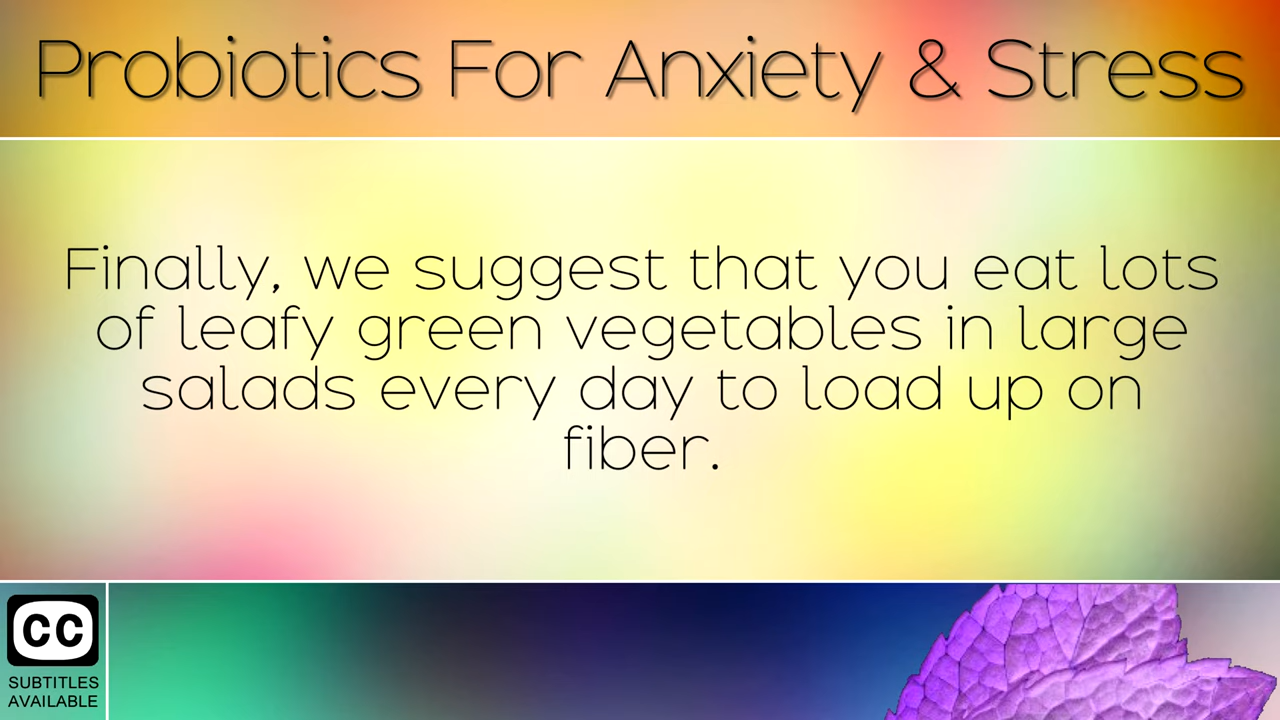 Probiotics For Anxiety & Stress
Finally, we suggest that you eat lots
of leafy green vegetables in large
salads every day to load up on
fiber.
CC
SUBTITLES
AVAILABLE